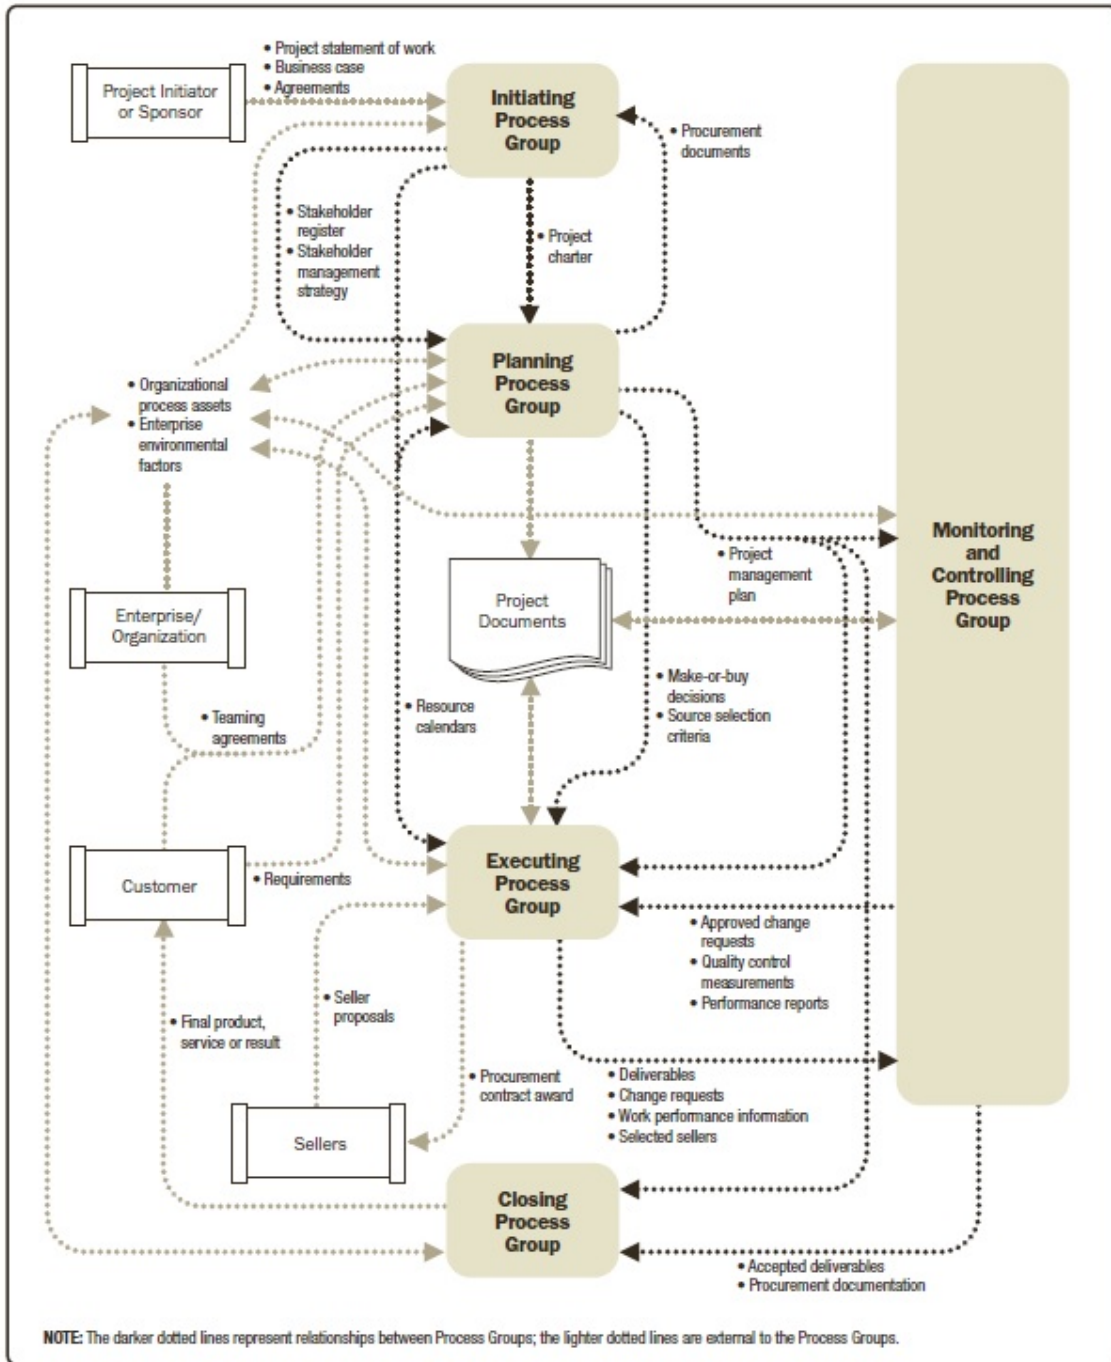 • Project statement of work
• Business case
• Agreements
Project Initiator
or Sponsor
Initiating
Process
Group
• Procurement
documents
• Stakeholder
register
• Stakeholder
management
strategy
• Project
charter
Planning
Process
Group
• Organizational
process assets
• Enterprise
environmental
factors
Monitoring
and
Controlling
Process
Group
• Project
management
plan
Project
Documents
Enterprise/
Organization
• Make-or-buy
decisions
• Source selection
criteria
• Resource
calendars
• Teaming
agreements
Executing
Process
Group
Customer
• Requirements
• Approved change
requests
• Quality control
measurements
• Performance reports
• Seller
proposals
• Final product,
service or result
• Procurement
contract award
• Deliverables
• Change requests
• Work performance information
• Selected sellers
Sellers
Closing
Process
Group
• Accepted deliverables
• Procurement documentation
NOTE: The darker dotted lines represent relationships between Process Groups; the lighter dotted lines are external to the Process Groups.